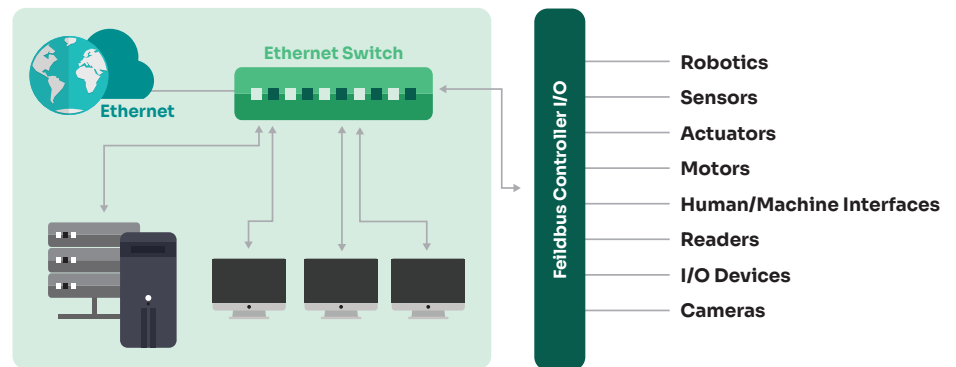 Ethernet Switch
Ethernet
Feildbus Controller I/O
Robotics
Sensors
Actuators
Motors
Human/Machine Interfaces
Readers
I/O Devices
Cameras